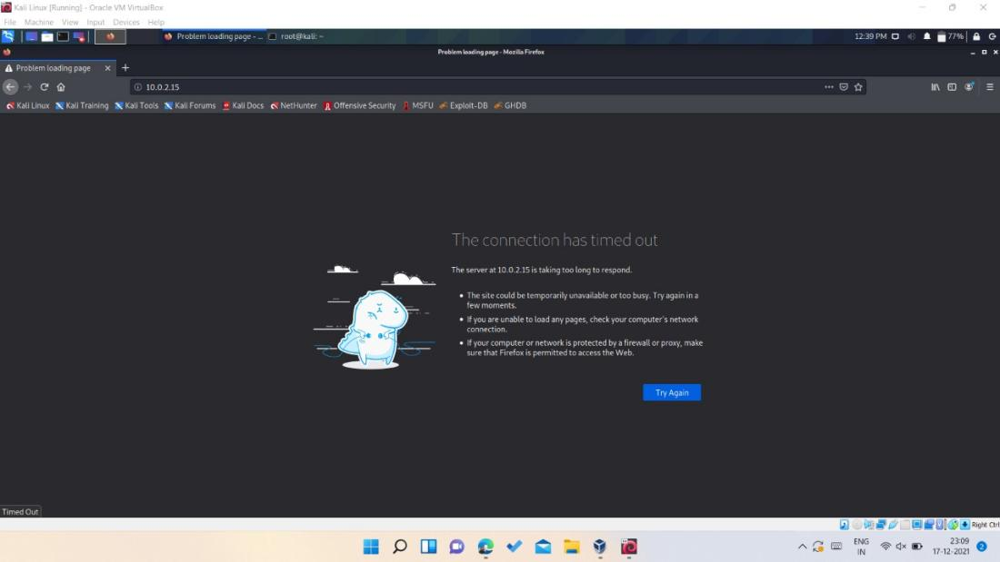 Kali Linux [Running] - Oracle VM VirtualBox
File Machine View Input Devices Help
Problem loading page - ... root@kali: ~ 12:39 PM 77%
Problem loading page - Mozilla Firefox
Problem loading page
10.0.2.15
Kali Linux Kali Training Kali Tools Kali Forums Kali Docs NetHunter Offensive Security MSFU Exploit-DB GHDB
The connection has timed out
The server at 10.0.2.15 is taking too long to respond.
The site could be temporarily unavailable or too busy. Try again in a
few moments.
If you are unable to load any pages, check your computer's network
connection.
If your computer or network is protected by a firewall or proxy, make
sure that Firefox is permitted to access the Web.
Try Again
Timed Out
Right Ctrl
ENG
IN
23:09
17-12-2021
2